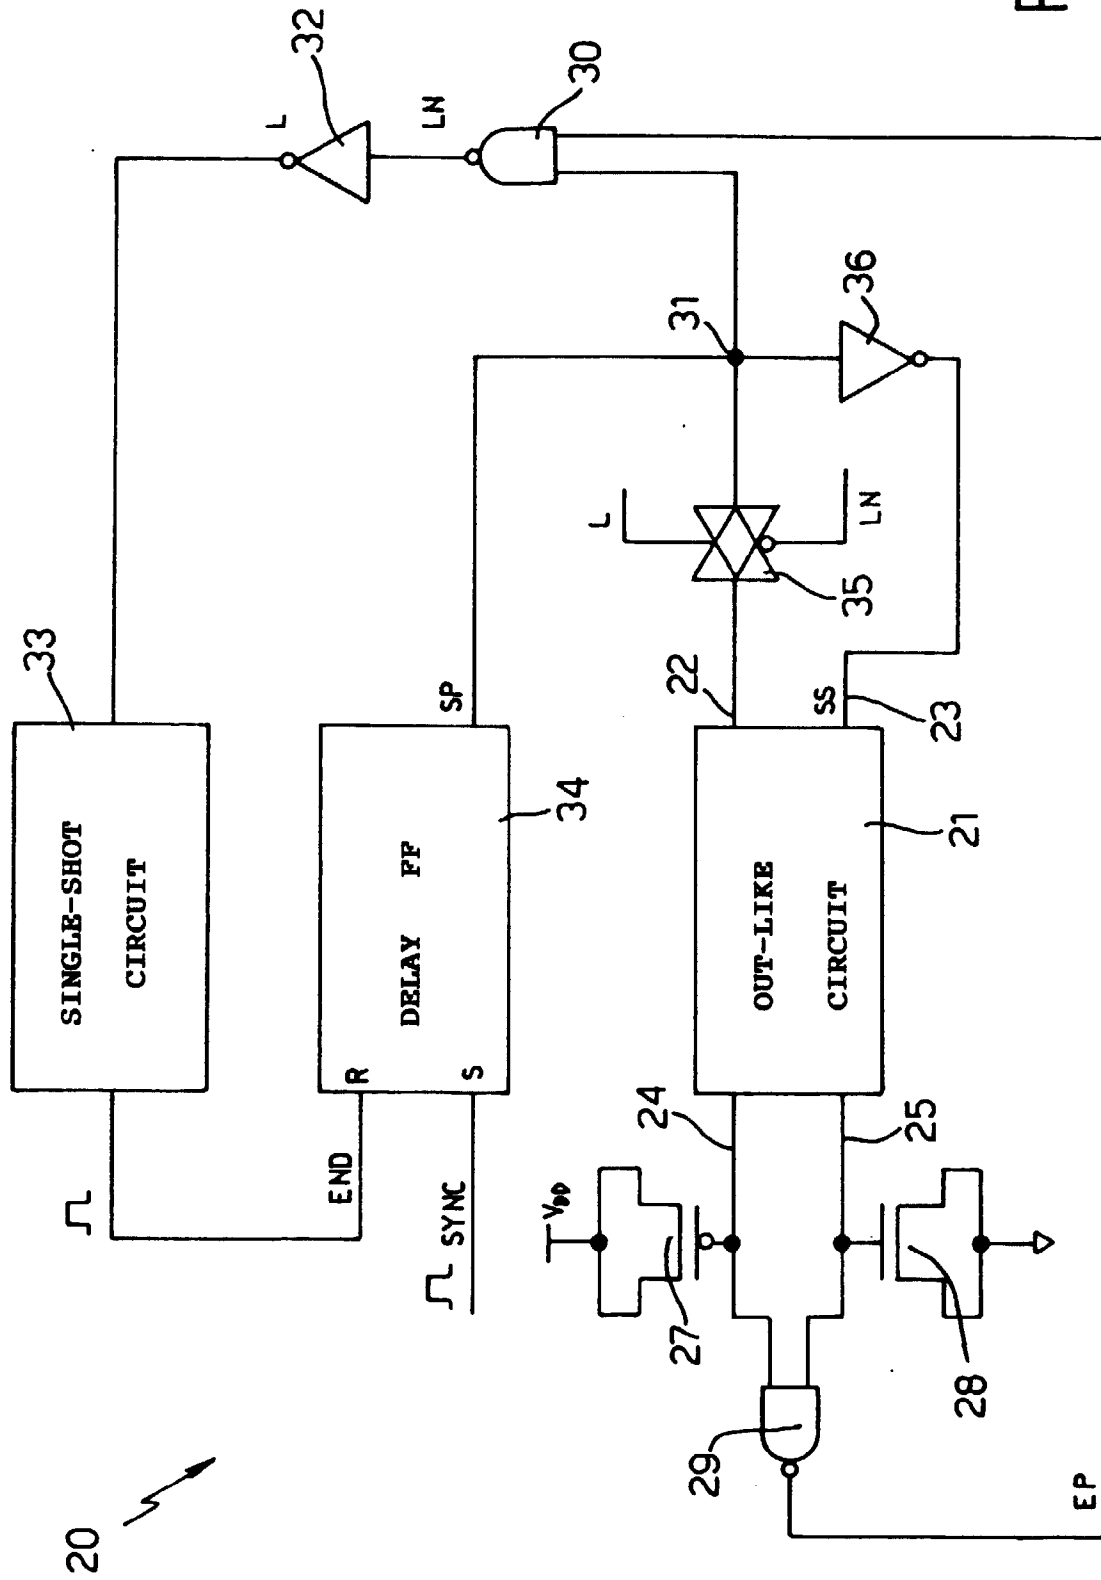 20
SINGLE-SHOT
CIRCUIT
33
L
32
LN
30
END
R
DELAY FF
S
SYNC
34
SP
31
36
L
LN
35
22
SS
23
OUT-LIKE
CIRCUIT
21
24
25
VDD
27
28
29
EP